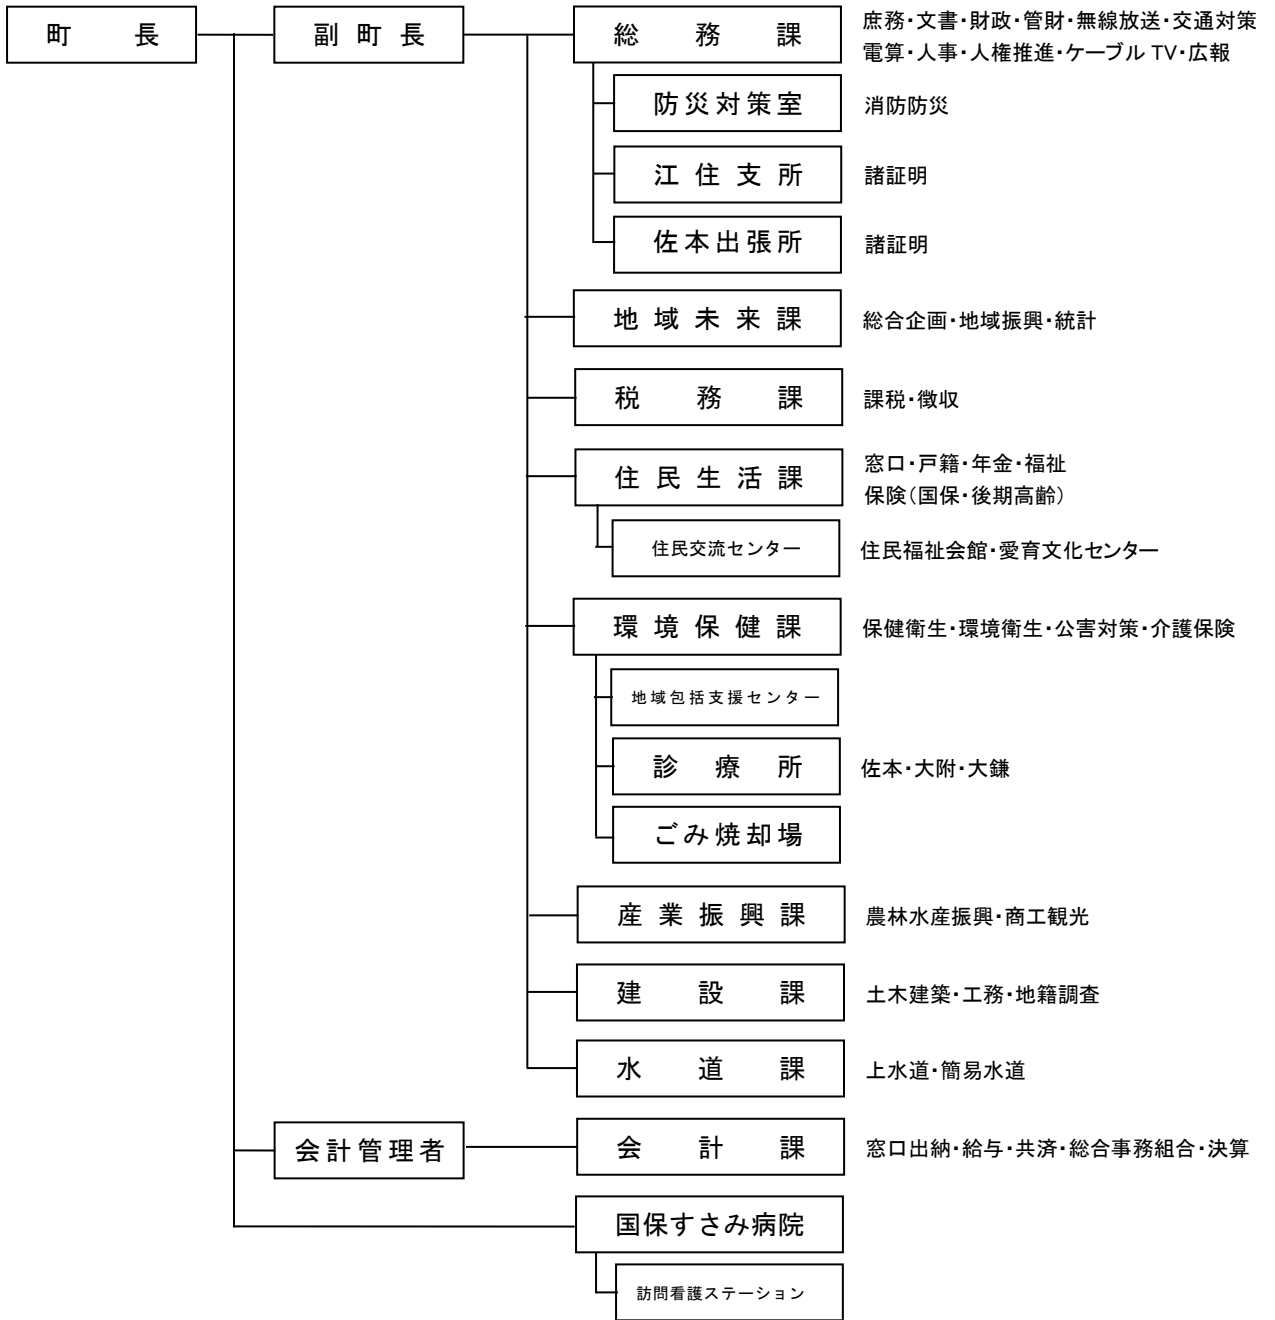 町長
副町長
総務課
庶務・文書・財政・管財・無線放送・交通対策
電算・人事・人権推進・ケーブルTV・広報
防災対策室
消防防災
江住支所
諸証明
佐本出張所
諸証明
地域未来課
総合企画・地域振興・統計
税務課
課税・徴収
住民生活課
窓口・戸籍・年金・福祉
保険(国保・後期高齢)
住民交流センター
住民福祉会館・愛育文化センター
環境保健課
保健衛生・環境衛生・公害対策・介護保険
地域包括支援センター
診療所
佐本・大附・大鎌
ごみ焼却場
産業振興課
農林水産振興・商工観光
建設課
土木建築・工務・地籍調査
水道課
上水道・簡易水道
会計管理者
会計課
窓口出納・給与・共済・総合事務組合・決算
国保すさみ病院
訪問看護ステーション